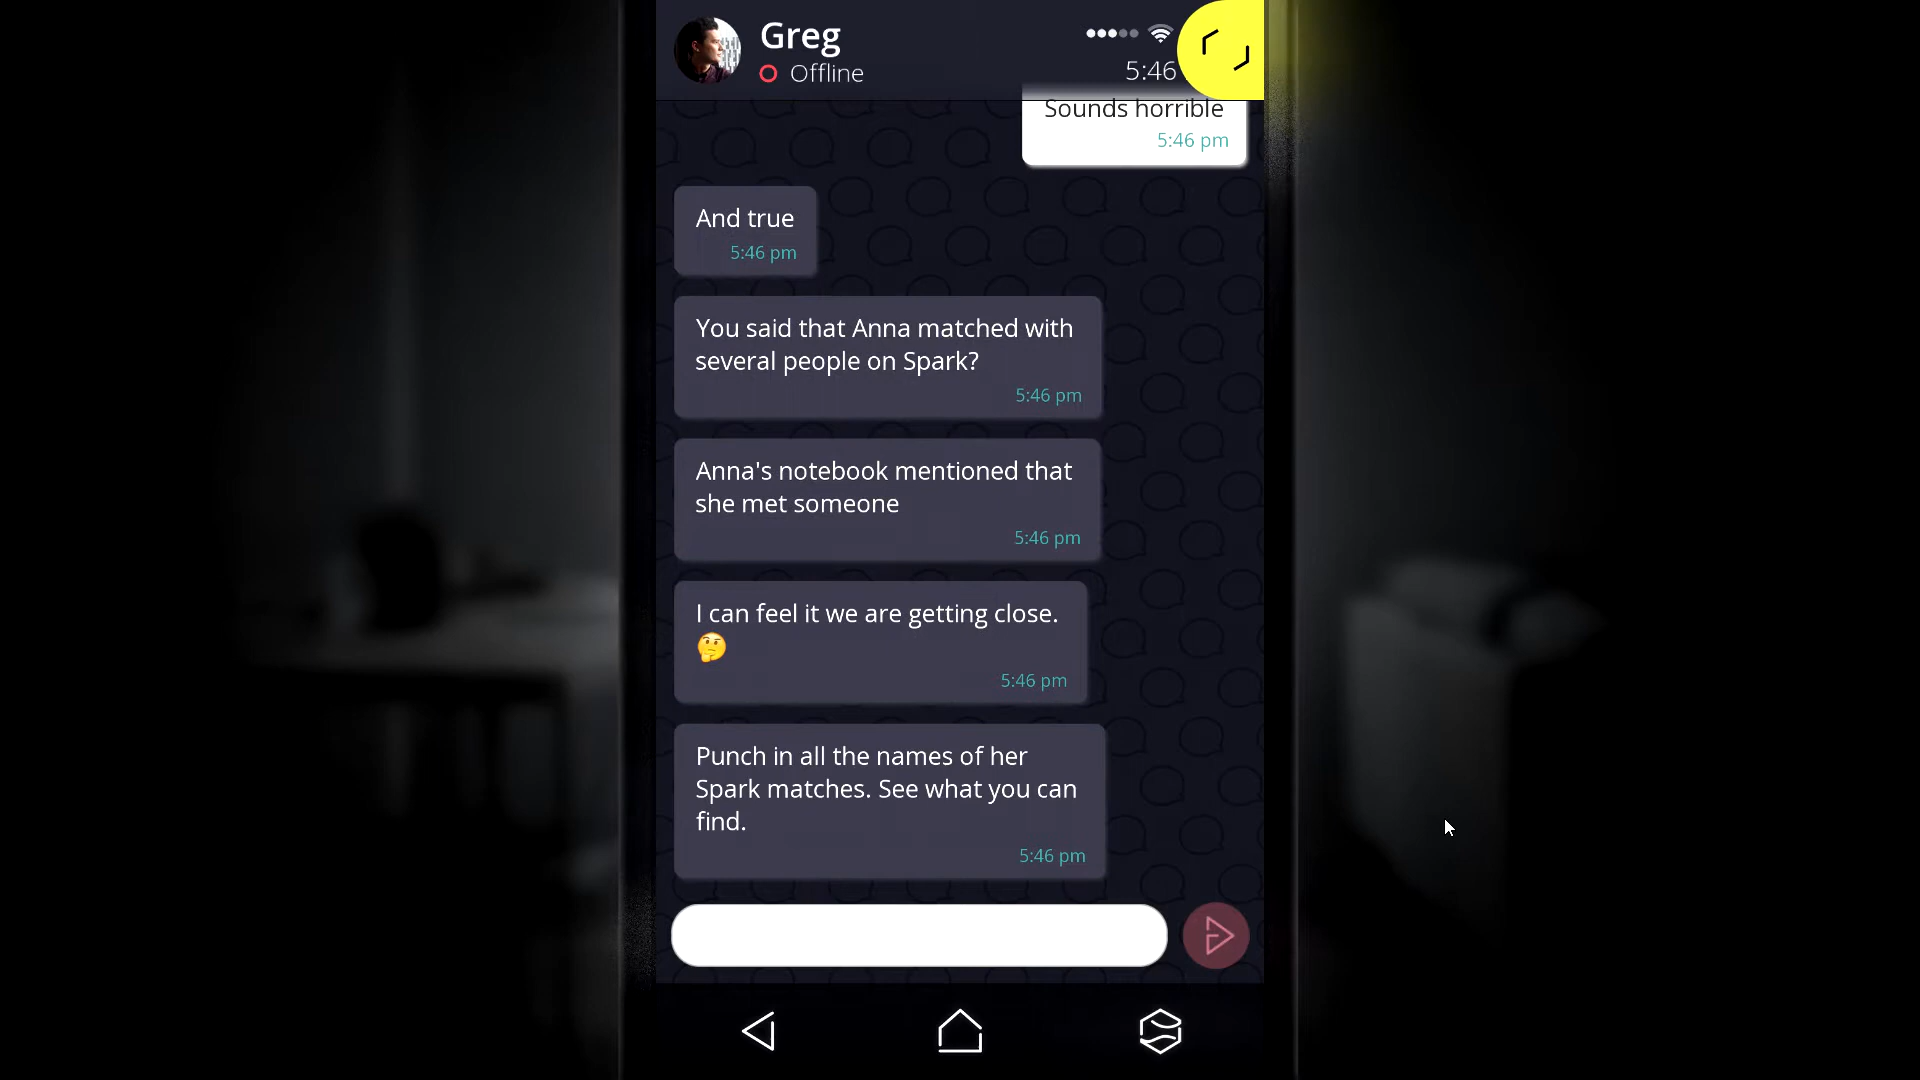 Greg
Offline
5:46
Sounds horrible
5:46 pm
And true
5:46 pm
You said that Anna matched with
several people on Spark?
5:46 pm
Anna's notebook mentioned that
she met someone
5:46 pm
I can feel it we are getting close.
🤔
5:46 pm
Punch in all the names of her
Spark matches. See what you can
find.
5:46 pm